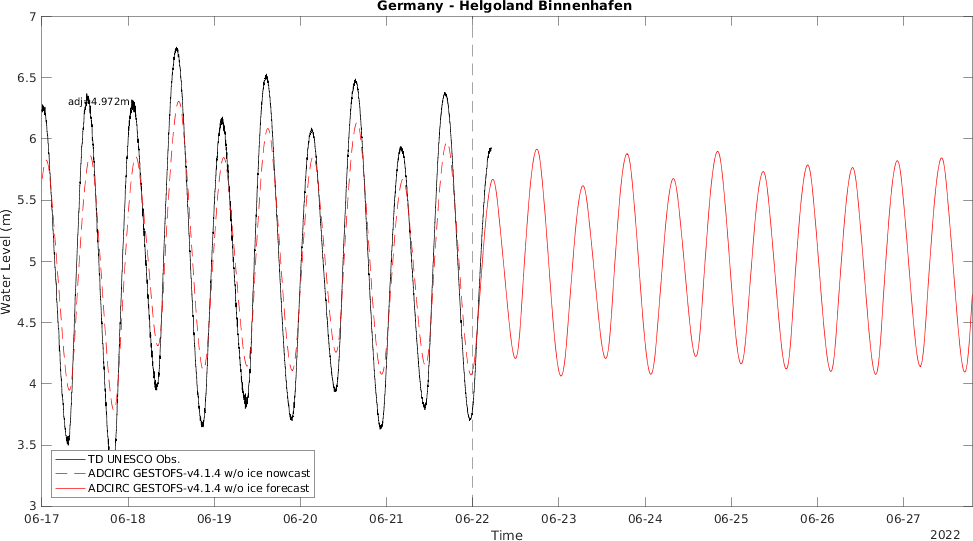 Germany - Helgoland Binnenhafen
7
6.5
6
5.5
5
4.5
4
3.5
3
Water Level (m)
adj=4.972m
TD UNESCO Obs.
ADCIRC GESTOFS-v4.1.4 w/o ice nowcast
ADCIRC GESTOFS-v4.1.4 w/o ice forecast
06-17 06-18 06-19 06-20 06-21 06-22 06-23 06-24 06-25 06-26 06-27
Time
2022